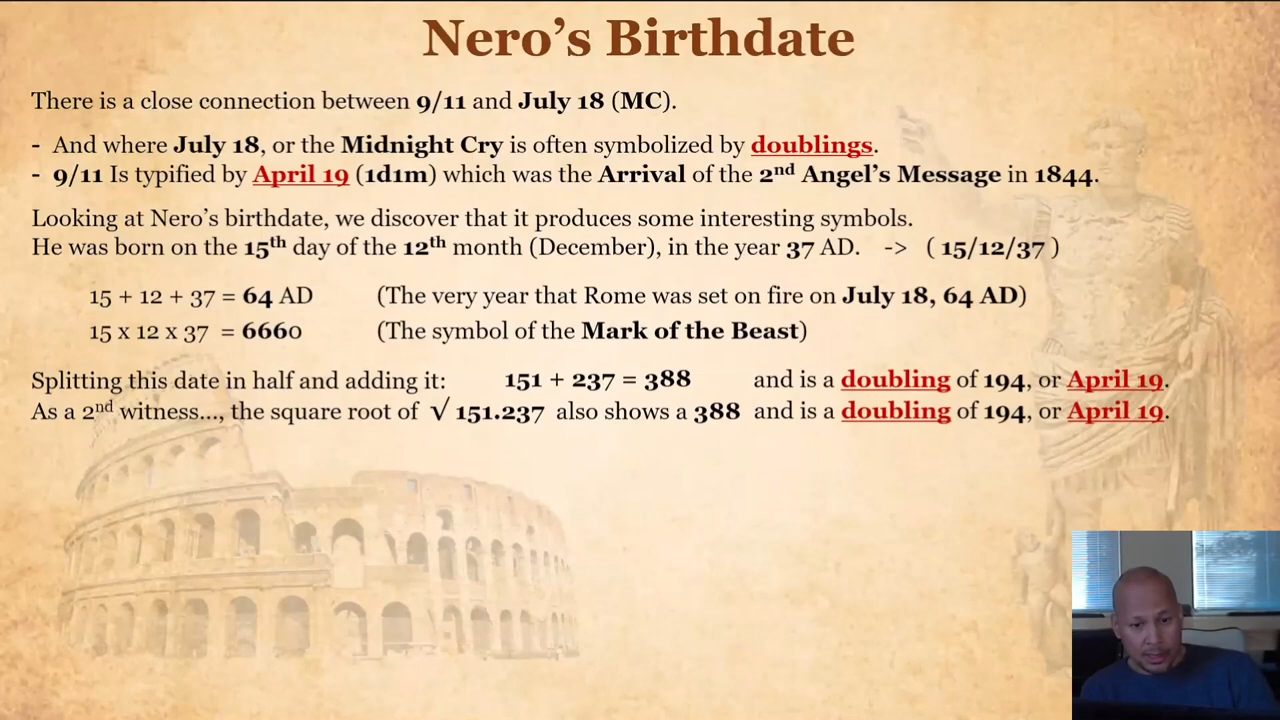 Nero's Birthdate
There is a close connection between 9/11 and July 18 (MC).
- And where July 18, or the Midnight Cry is often symbolized by doublings.
- 9/11 Is typified by April 19 (1d1m) which was the Arrival of the 2nd Angel's Message in 1844.
Looking at Nero's birthdate, we discover that it produces some interesting symbols.
He was born on the 15th day of the 12th month (December), in the year 37 AD. -> ( 15/12/37 )
15 + 12 + 37 = 64 AD (The very year that Rome was set on fire on July 18, 64 AD)
15 x 12 x 37 = 6660 (The symbol of the Mark of the Beast)
Splitting this date in half and adding it: 151 + 237 = 388 and is a doubling of 194, or April 19.
As a 2nd witness..., the square root of √ 151.237 also shows a 388 and is a doubling of 194, or April 19.